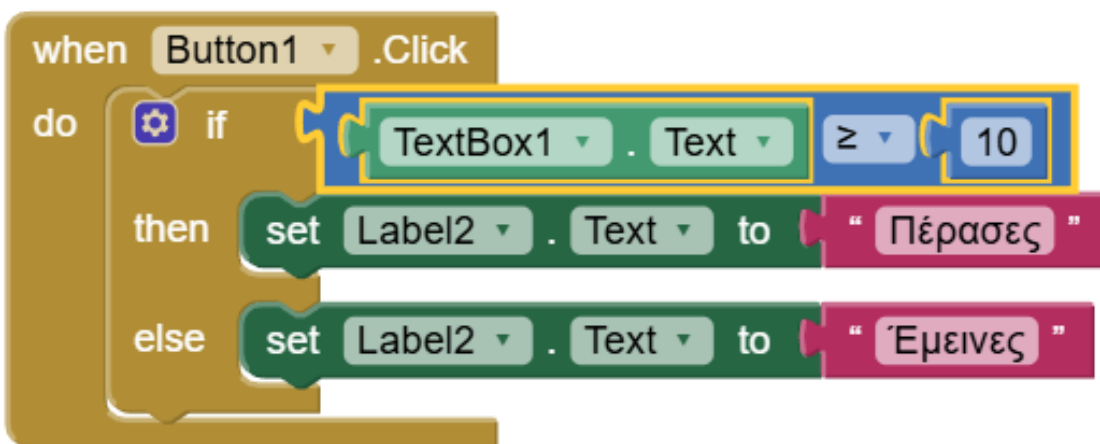 when Button1 .Click
do if TextBox1 . Text ≥ 10
then set Label2 . Text to “ Πέρασες ”
else set Label2 . Text to “ Έμεινες ”